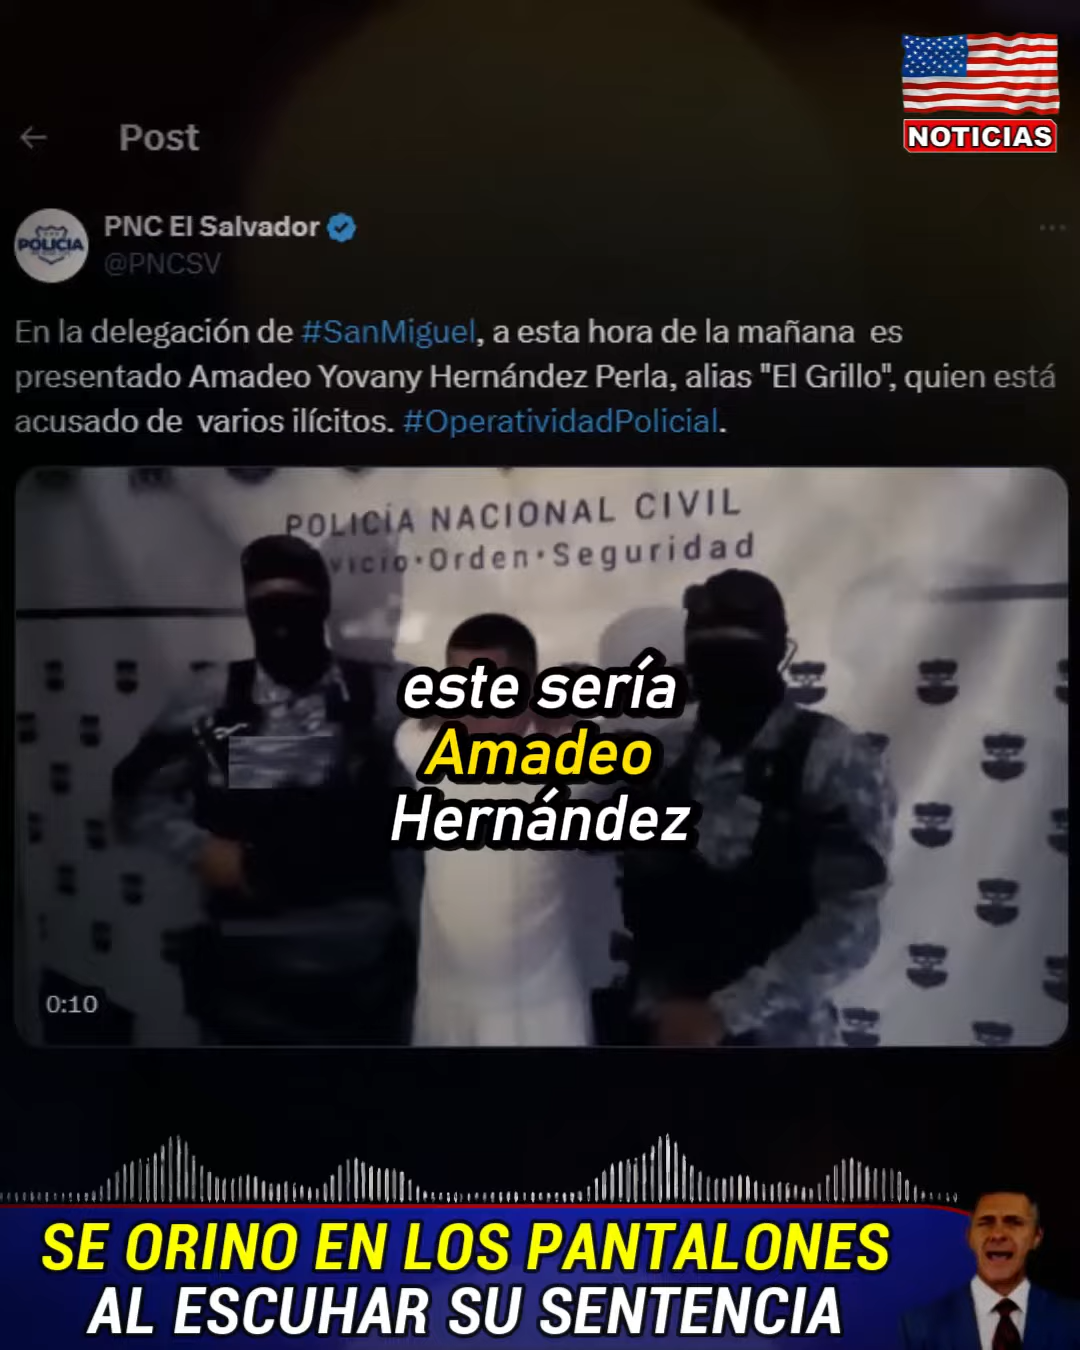 NOTICIAS
Post
POLICIA
PNC El Salvador
@PNCSV
En la delegación de #SanMiguel, a esta hora de la mañana es
presentado Amadeo Yovany Hernández Perla, alias "El Grillo", quien está
acusado de varios ilícitos. #OperatividadPolicial.
POLICÍA NACIONAL CIVIL
vicio·Orden·Seguridad
este sería
Amadeo
Hernández
0:10
SE ORINO EN LOS PANTALONES
AL ESCUHAR SU SENTENCIA